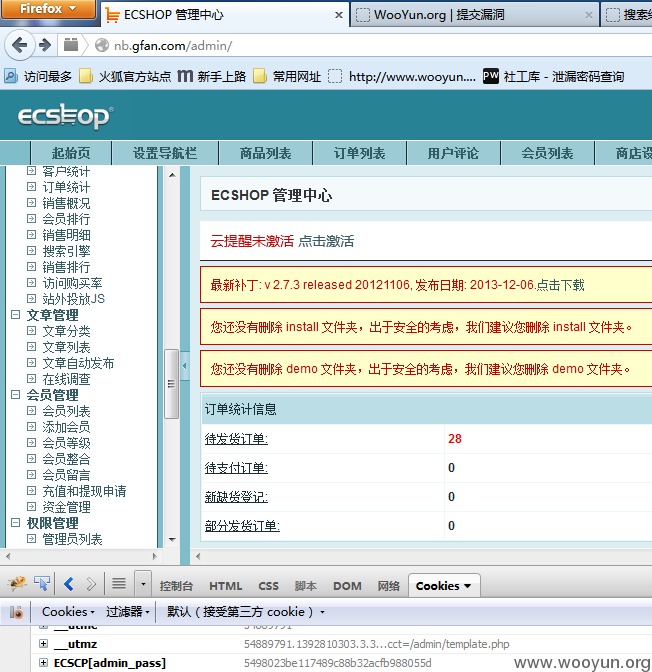 Firefox
ECSHOP 管理中心
WooYun.org | 提交漏洞
搜索结
nb.gfan.com/admin/
访问最多 火狐官方站点 新手上路 常用网址 http://www.wooyun.... PW 社工库 - 泄漏密码查询
ecshop
起始页 设置导航栏 商品列表 订单列表 用户评论 会员列表 商店设
客户统计
订单统计
销售概况
会员排行
销售明细
搜索引擎
销售排行
访问购买率
站外投放JS
文章管理
文章分类
文章列表
文章自动发布
在线调查
会员管理
会员列表
添加会员
会员等级
会员整合
会员留言
充值和提现申请
资金管理
权限管理
管理员列表
ECSHOP 管理中心
云提醒未激活 点击激活
最新补丁: v 2.7.3 released 20121106, 发布日期: 2013-12-06.点击下载
您还没有删除 install 文件夹，出于安全的考虑，我们建议您删除 install 文件夹。
您还没有删除 demo 文件夹，出于安全的考虑，我们建议您删除 demo 文件夹。
订单统计信息
待发货订单: 28
待支付订单: 0
新缺货登记: 0
部分发货订单: 0
控制台 HTML CSS 脚本 DOM 网络 Cookies
Cookies 过滤器 默认（接受第三方 cookie）
__utmc 54889791
__utmz 54889791.1392810303.3.3...cct=/admin/template.php
ECSCP[admin_pass] 5498023be117489c88b32acfb988055d
www.wooyun.org